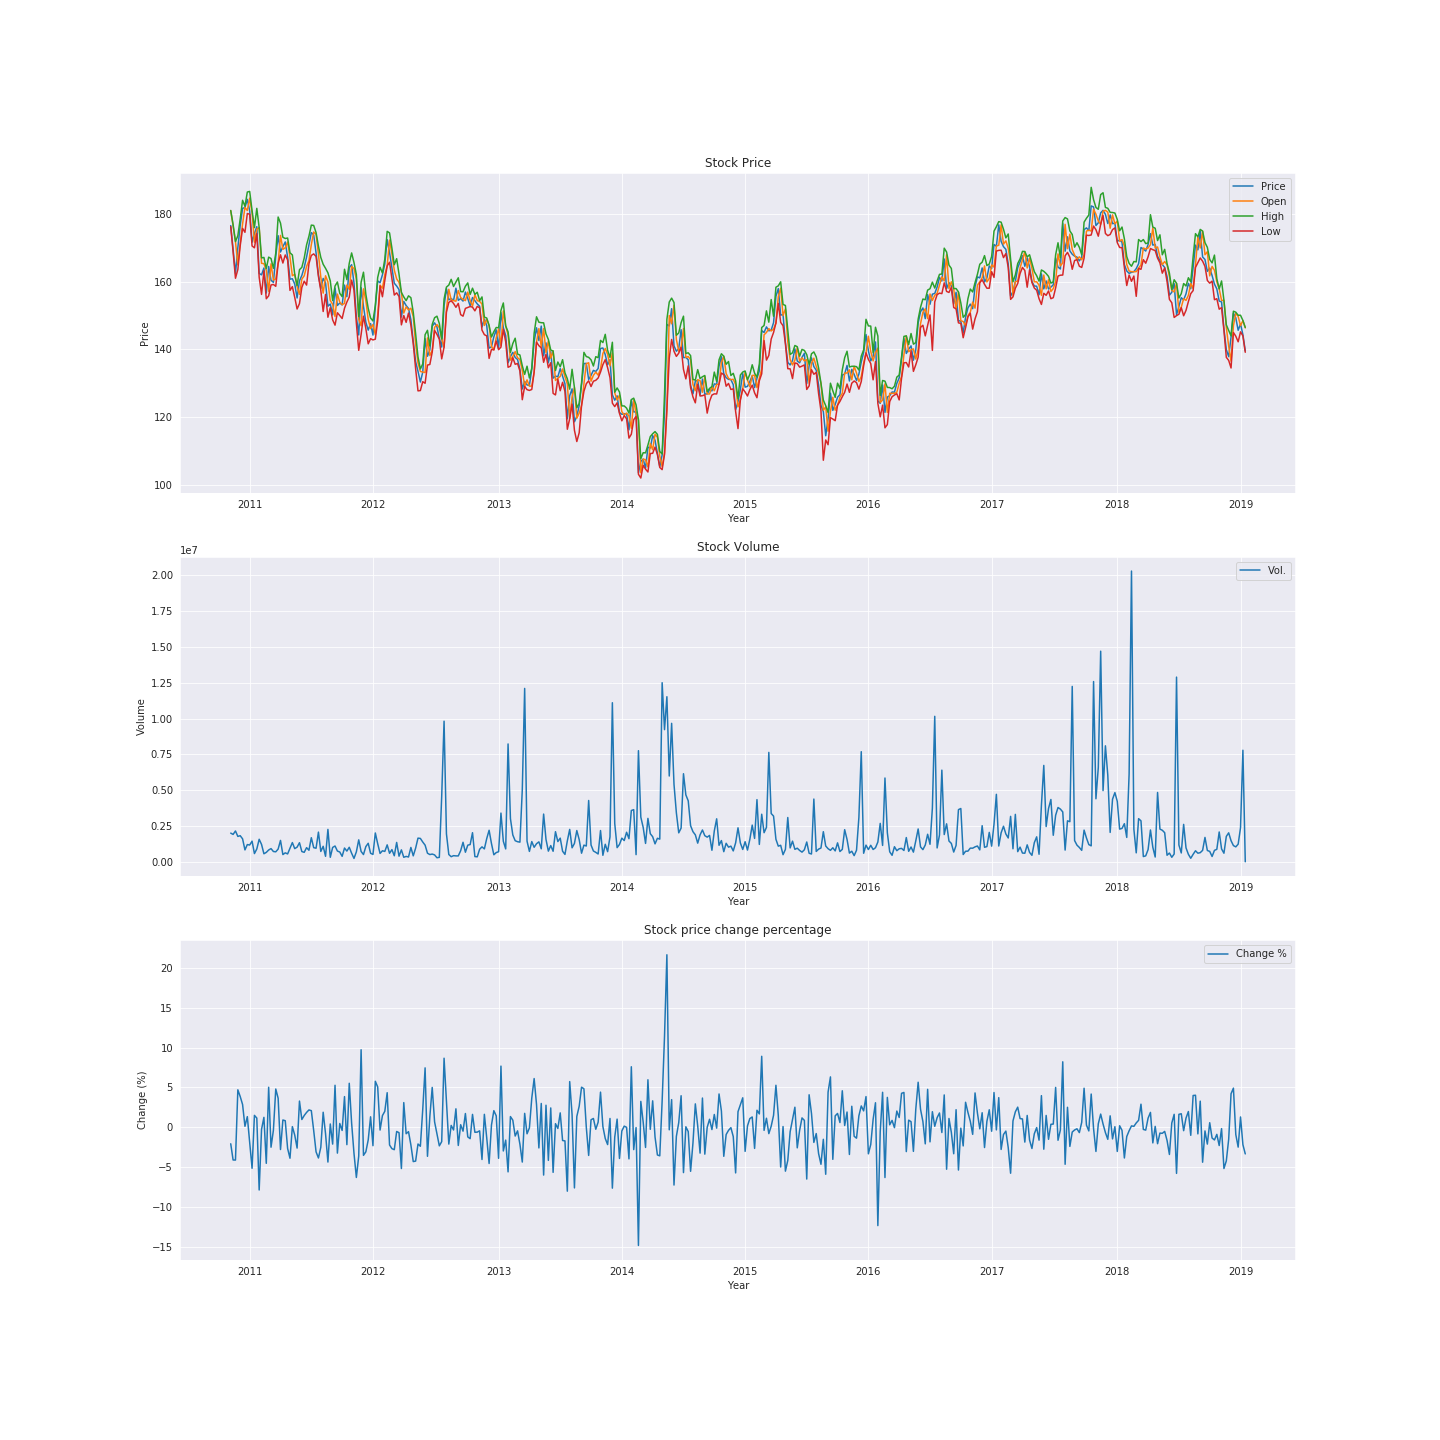 Stock Price
Price
Open
High
Low
180
160
140
120
100
Price
2011 2012 2013 2014 2015 2016 2017 2018 2019
Year
1e7
Stock Volume
Vol.
2.00
1.75
1.50
1.25
1.00
0.75
0.50
0.25
0.00
Volume
2011 2012 2013 2014 2015 2016 2017 2018 2019
Year
Stock price change percentage
Change %
20
15
10
5
0
−5
−10
−15
Change (%)
2011 2012 2013 2014 2015 2016 2017 2018 2019
Year